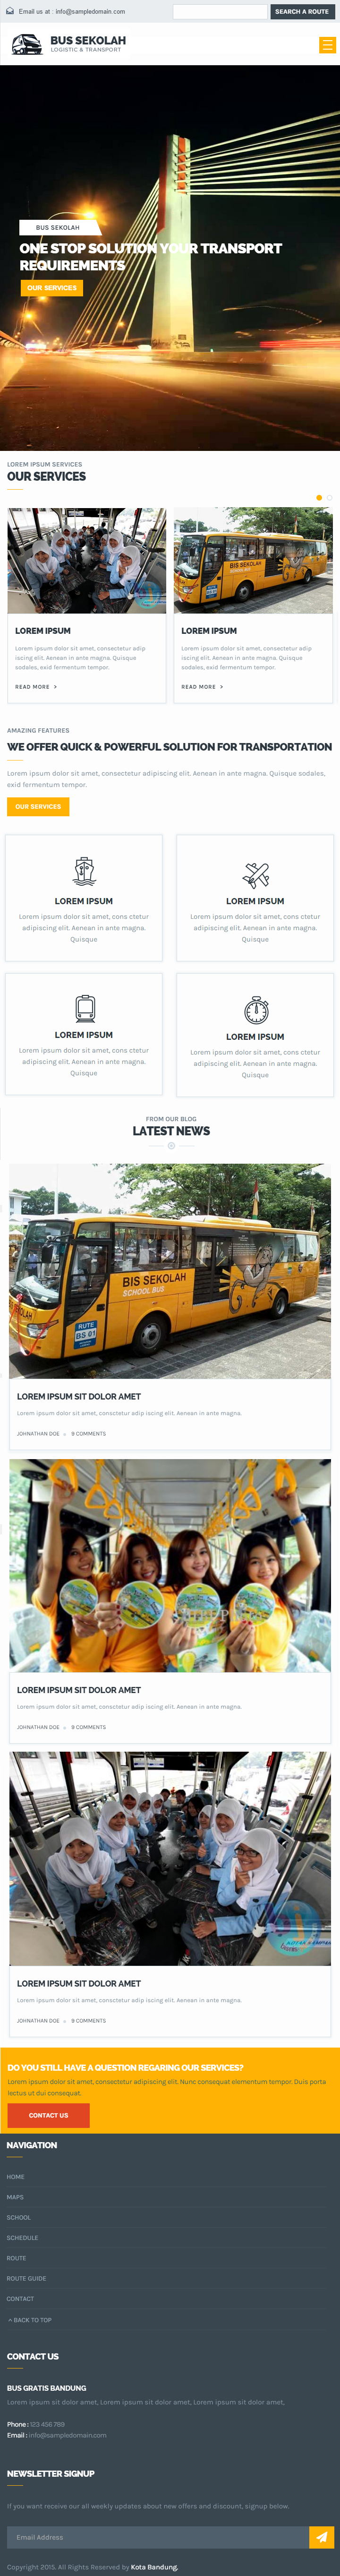 Email us at : info@sampledomain.com
SEARCH A ROUTE
BUS SEKOLAH
LOGISTIC & TRANSPORT
BUS SEKOLAH
ONE STOP SOLUTION YOUR TRANSPORT
REQUIREMENTS
OUR SERVICES
LOREM IPSUM SERVICES
OUR SERVICES
BIS SEKOLAH
LOREM IPSUM
Lorem ipsum dolor sit amet, consectetur adip
iscing elit. Aenean in ante magna. Quisque
sodales, exid fermentum tempor.
READ MORE >
LOREM IPSUM
Lorem ipsum dolor sit amet, consectetur adip
iscing elit. Aenean in ante magna. Quisque
sodales, exid fermentum tempor.
READ MORE >
AMAZING FEATURES
WE OFFER QUICK & POWERFUL SOLUTION FOR TRANSPORTATION
Lorem ipsum dolor sit amet, consectetur adipiscing elit. Aenean in ante magna. Quisque sodales,
exid fermentum tempor.
OUR SERVICES
LOREM IPSUM
Lorem ipsum dolor sit amet, cons ctetur
adipiscing elit. Aenean in ante magna.
Quisque
LOREM IPSUM
Lorem ipsum dolor sit amet, cons ctetur
adipiscing elit. Aenean in ante magna.
Quisque
LOREM IPSUM
Lorem ipsum dolor sit amet, cons ctetur
adipiscing elit. Aenean in ante magna.
Quisque
LOREM IPSUM
Lorem ipsum dolor sit amet, cons ctetur
adipiscing elit. Aenean in ante magna.
Quisque
FROM OUR BLOG
LATEST NEWS
BIS SEKOLAH
SCHOOL BUS
RUTE
BS 01
LOREM IPSUM SIT DOLOR AMET
Lorem ipsum dolor sit amet, consctetur adip iscing elit. Aenean in ante magna.
JOHNATHAN DOE
9 COMMENTS
LOREM IPSUM SIT DOLOR AMET
Lorem ipsum dolor sit amet, consctetur adip iscing elit. Aenean in ante magna.
JOHNATHAN DOE
9 COMMENTS
LOREM IPSUM SIT DOLOR AMET
Lorem ipsum dolor sit amet, consctetur adip iscing elit. Aenean in ante magna.
JOHNATHAN DOE
9 COMMENTS
DO YOU STILL HAVE A QUESTION REGARING OUR SERVICES?
Lorem ipsum dolor sit amet, consectetur adipiscing elit. Nunc consequat elementum tempor. Duis porta
lectus ut dui consequat.
CONTACT US
NAVIGATION
HOME
MAPS
SCHOOL
SCHEDULE
ROUTE
ROUTE GUIDE
CONTACT
BACK TO TOP
CONTACT US
BUS GRATIS BANDUNG
Lorem ipsum dolor sit amet, Lorem ipsum sit dolor amet, Lorem ipsum sit dolor amet,
Phone : 123 456 789
Email : info@sampledomain.com
NEWSLETTER SIGNUP
If you want receive our all weekly updates about new offers and discount, signup below.
Email Address
Copyright 2015. All Rights Reserved by Kota Bandung.